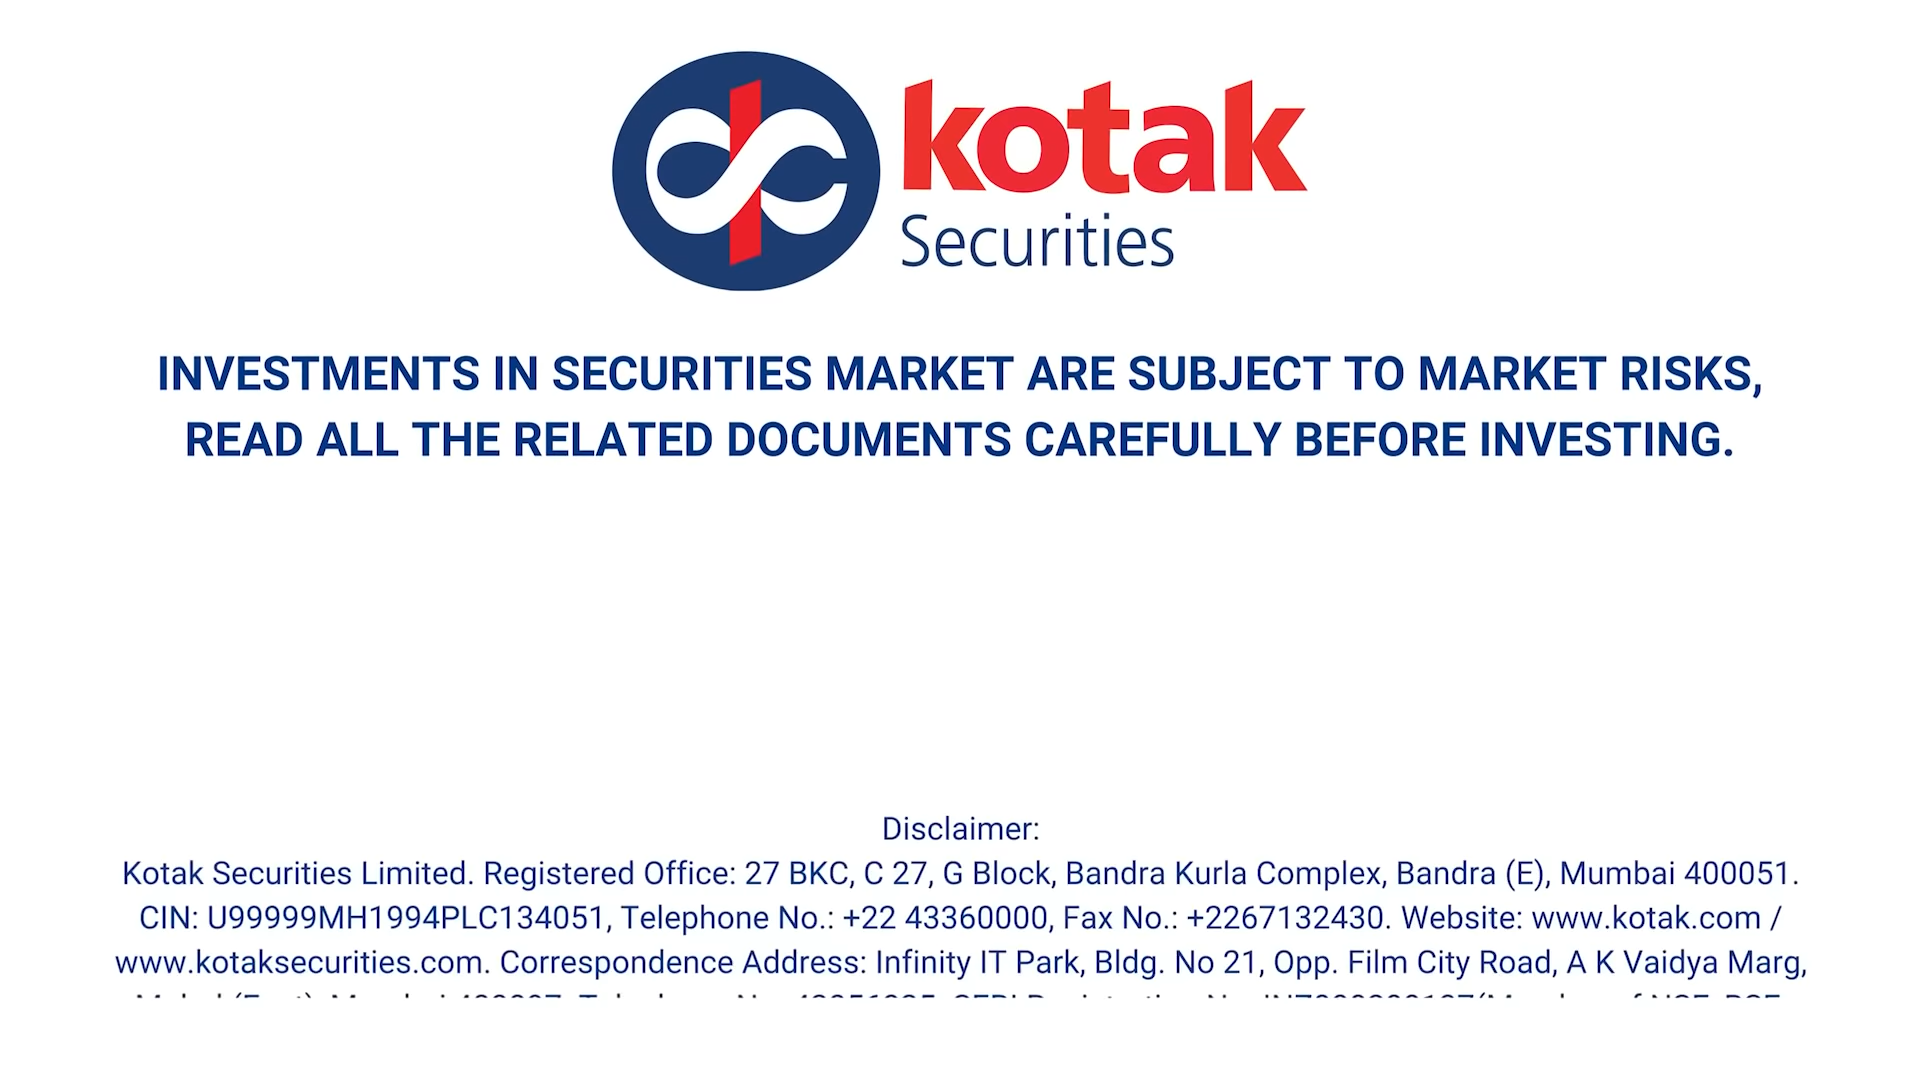 kotak
Securities
INVESTMENTS IN SECURITIES MARKET ARE SUBJECT TO MARKET RISKS,
READ ALL THE RELATED DOCUMENTS CAREFULLY BEFORE INVESTING.
Disclaimer:
Kotak Securities Limited. Registered Office: 27 BKC, C 27, G Block, Bandra Kurla Complex, Bandra (E), Mumbai 400051.
CIN: U99999MH1994PLC134051, Telephone No.: +22 43360000, Fax No.: +2267132430. Website: www.kotak.com /
www.kotaksecurities.com. Correspondence Address: Infinity IT Park, Bldg. No 21, Opp. Film City Road, A K Vaidya Marg,